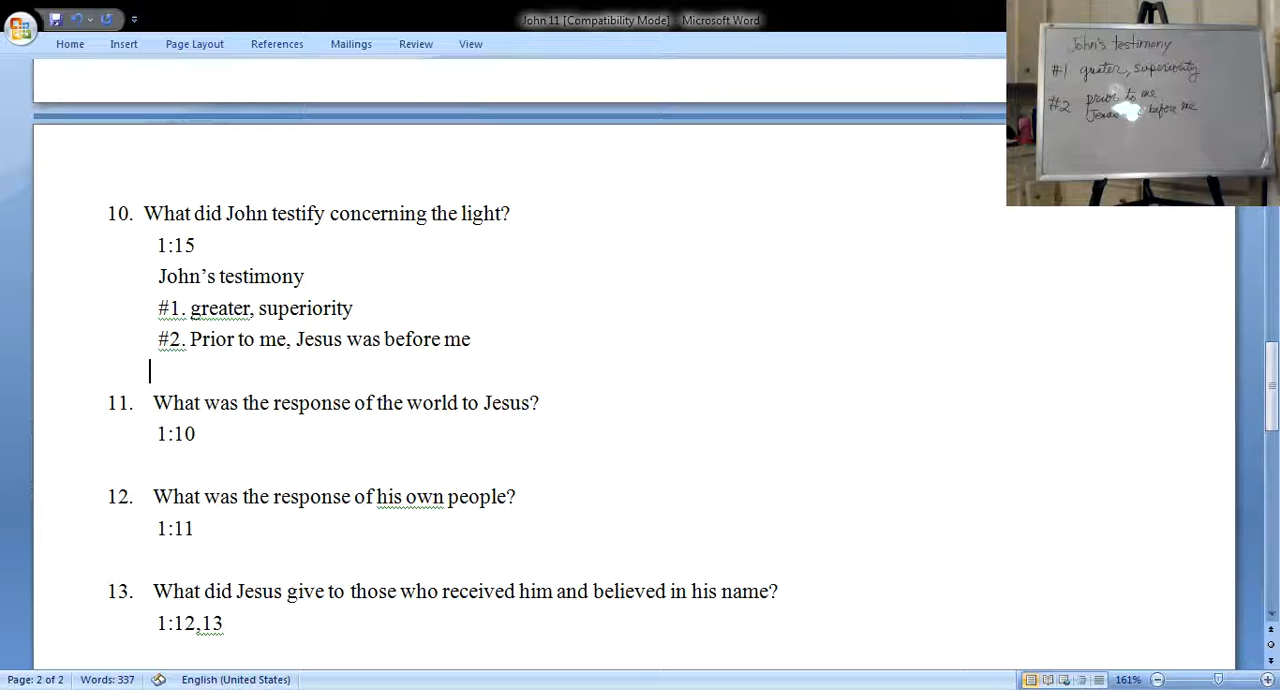 John 11 [Compatibility Mode] - Microsoft Word
Home Insert Page Layout References Mailings Review View
John's testimony
#1 greater, superiority
#2 prior to me
Jesus before me
10. What did John testify concerning the light?
1:15
John's testimony
#1. greater, superiority
#2. Prior to me, Jesus was before me
11. What was the response of the world to Jesus?
1:10
12. What was the response of his own people?
1:11
13. What did Jesus give to those who received him and believed in his name?
1:12,13
Page: 2 of 2 Words: 337 English (United States) 161%